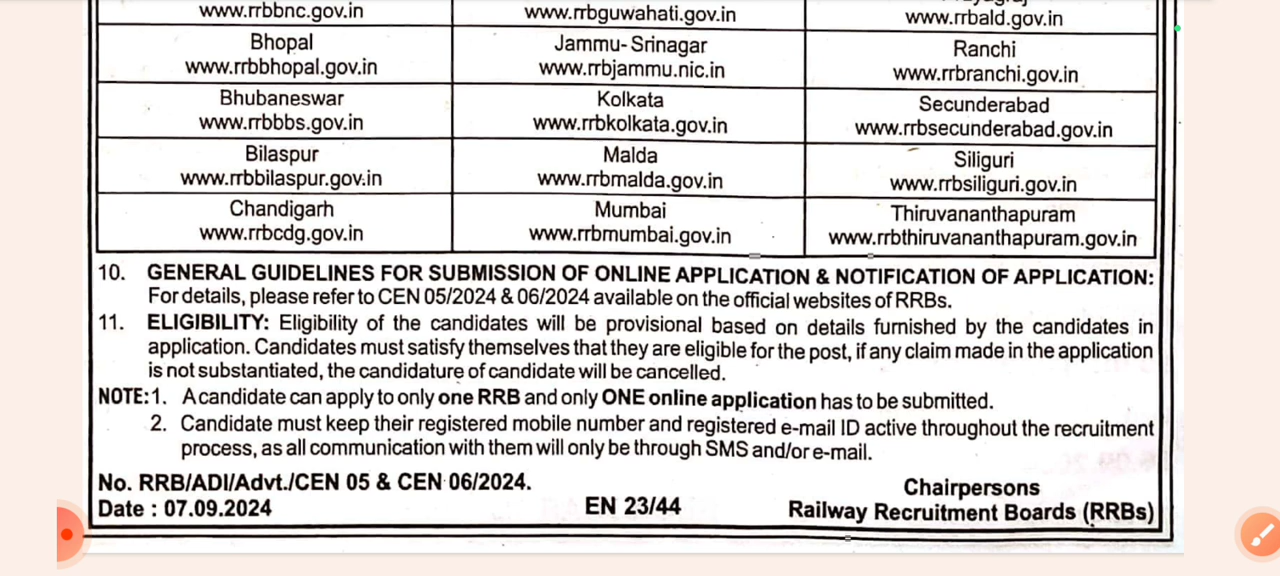 www.rrbbnc.gov.in www.rrbguwahati.gov.in www.rrbald.gov.in
Bhopal Jammu- Srinagar Ranchi
www.rrbbhopal.gov.in www.rrbjammu.nic.in www.rrbranchi.gov.in
Bhubaneswar Kolkata Secunderabad
www.rrbbbs.gov.in www.rrbkolkata.gov.in www.rrbsecunderabad.gov.in
Bilaspur Malda Siliguri
www.rrbbilaspur.gov.in www.rrbmalda.gov.in www.rrbsiliguri.gov.in
Chandigarh Mumbai Thiruvananthapuram
www.rrbcdg.gov.in www.rrbmumbai.gov.in www.rrbthiruvananthapuram.gov.in
10. GENERAL GUIDELINES FOR SUBMISSION OF ONLINE APPLICATION & NOTIFICATION OF APPLICATION:
For details, please refer to CEN 05/2024 & 06/2024 available on the official websites of RRBs.
11. ELIGIBILITY: Eligibility of the candidates will be provisional based on details furnished by the candidates in
application. Candidates must satisfy themselves that they are eligible for the post, if any claim made in the application
is not substantiated, the candidature of candidate will be cancelled.
NOTE:1. A candidate can apply to only one RRB and only ONE online application has to be submitted.
2. Candidate must keep their registered mobile number and registered e-mail ID active throughout the recruitment
process, as all communication with them will only be through SMS and/or e-mail.
No. RRB/ADI/Advt./CEN 05 & CEN 06/2024.
Date : 07.09.2024 EN 23/44
Chairpersons
Railway Recruitment Boards (RRBs)